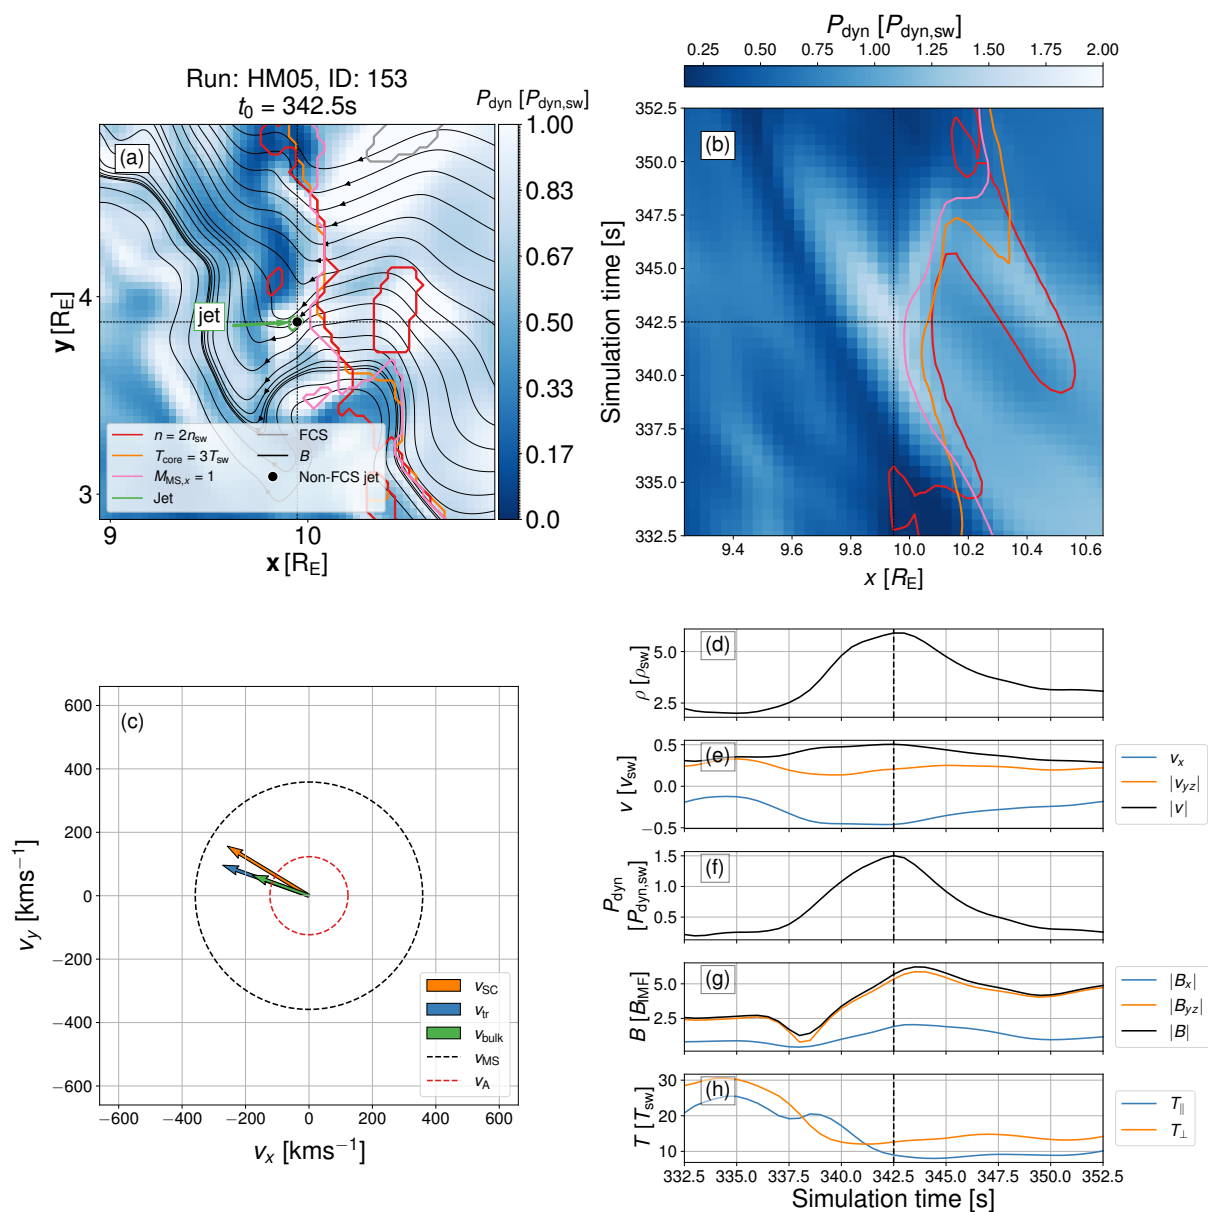 Run: HM05, ID: 153
t₀ = 342.5s
P_dyn [P_dyn,sw]
(a)
jet
1.00
0.83
0.67
0.50
0.33
0.17
0.0
y [R_E]
4
3
n = 2n_sw
T_core = 3T_sw
M_MS,x = 1
Jet
FCS
B
Non-FCS jet
9
10
x [R_E]
P_dyn [P_dyn,sw]
0.25
0.50
0.75
1.00
1.25
1.50
1.75
2.00
(b)
Simulation time [s]
352.5
350.0
347.5
345.0
342.5
340.0
337.5
335.0
332.5
9.4
9.6
9.8
10.0
10.2
10.4
10.6
x [R_E]
(c)
v_y [kms⁻¹]
600
400
200
0
−200
−400
−600
v_SC
v_tr
v_bulk
v_MS
v_A
−600
−400
−200
0
200
400
600
v_x [kms⁻¹]
(d)
ρ [ρ_sw]
5.0
2.5
(e)
v [v_sw]
0.5
0.0
−0.5
v_x
|v_yz|
|v|
(f)
P_dyn
[P_dyn,sw]
1.5
1.0
0.5
(g)
B [B_IMF]
5.0
2.5
|B_x|
|B_yz|
|B|
(h)
T [T_sw]
30
20
10
T_∥
T_⊥
332.5
335.0
337.5
340.0
342.5
345.0
347.5
350.0
352.5
Simulation time [s]